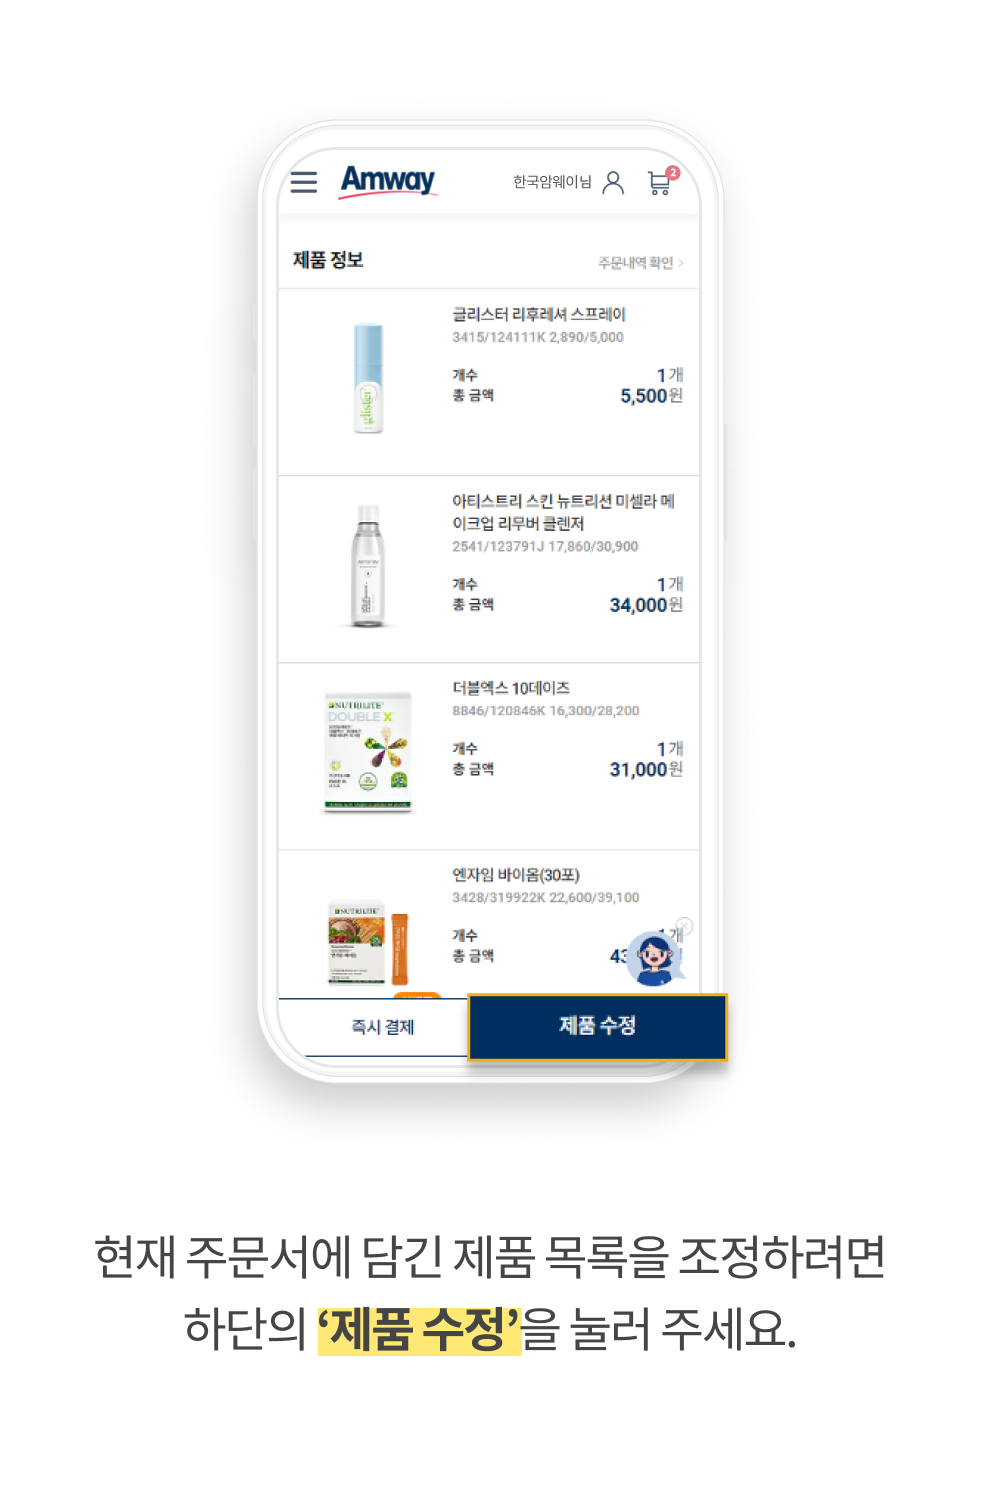 Amway
한국암웨이님
2
제품 정보
주문내역 확인
글리스터 리후레셔 스프레이
3415/124111K 2,890/5,000
개수 1개
총 금액 5,500원
glister
아티스트리 스킨 뉴트리션 미셀라 메
이크업 리무버 클렌저
2541/123791J 17,860/30,900
개수 1개
총 금액 34,000원
더블엑스 10데이즈
8846/120846K 16,300/28,200
개수 1개
총 금액 31,000원
NUTRILITE
DOUBLE X
엔자임 바이옴(30포)
3428/319922K 22,600/39,100
개수 1개
총 금액 43
NUTRILITE
즉시 결제
제품 수정
현재 주문서에 담긴 제품 목록을 조정하려면
하단의 ‘제품 수정’을 눌러 주세요.